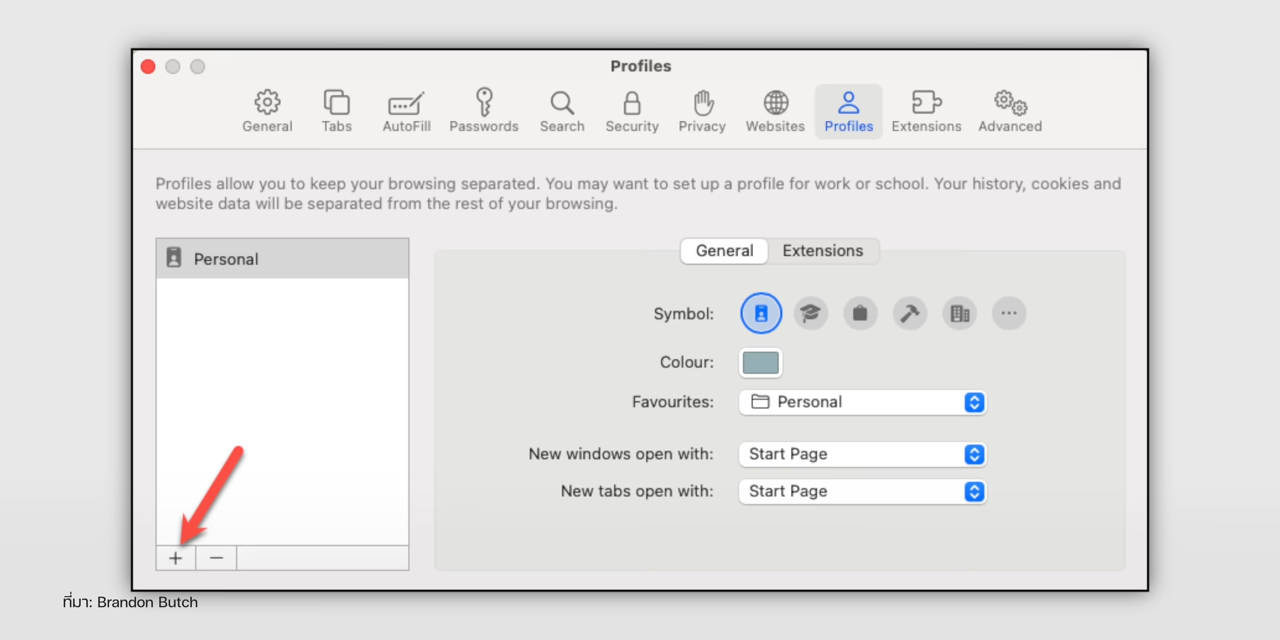 Profiles
General
Tabs
AutoFill
Passwords
Search
Security
Privacy
Websites
Profiles
Extensions
Advanced
Profiles allow you to keep your browsing separated. You may want to set up a profile for work or school. Your history, cookies and
website data will be separated from the rest of your browsing.
Personal
General
Extensions
Symbol:
Colour:
Favourites:
Personal
New windows open with:
Start Page
New tabs open with:
Start Page
ที่มา: Brandon Butch